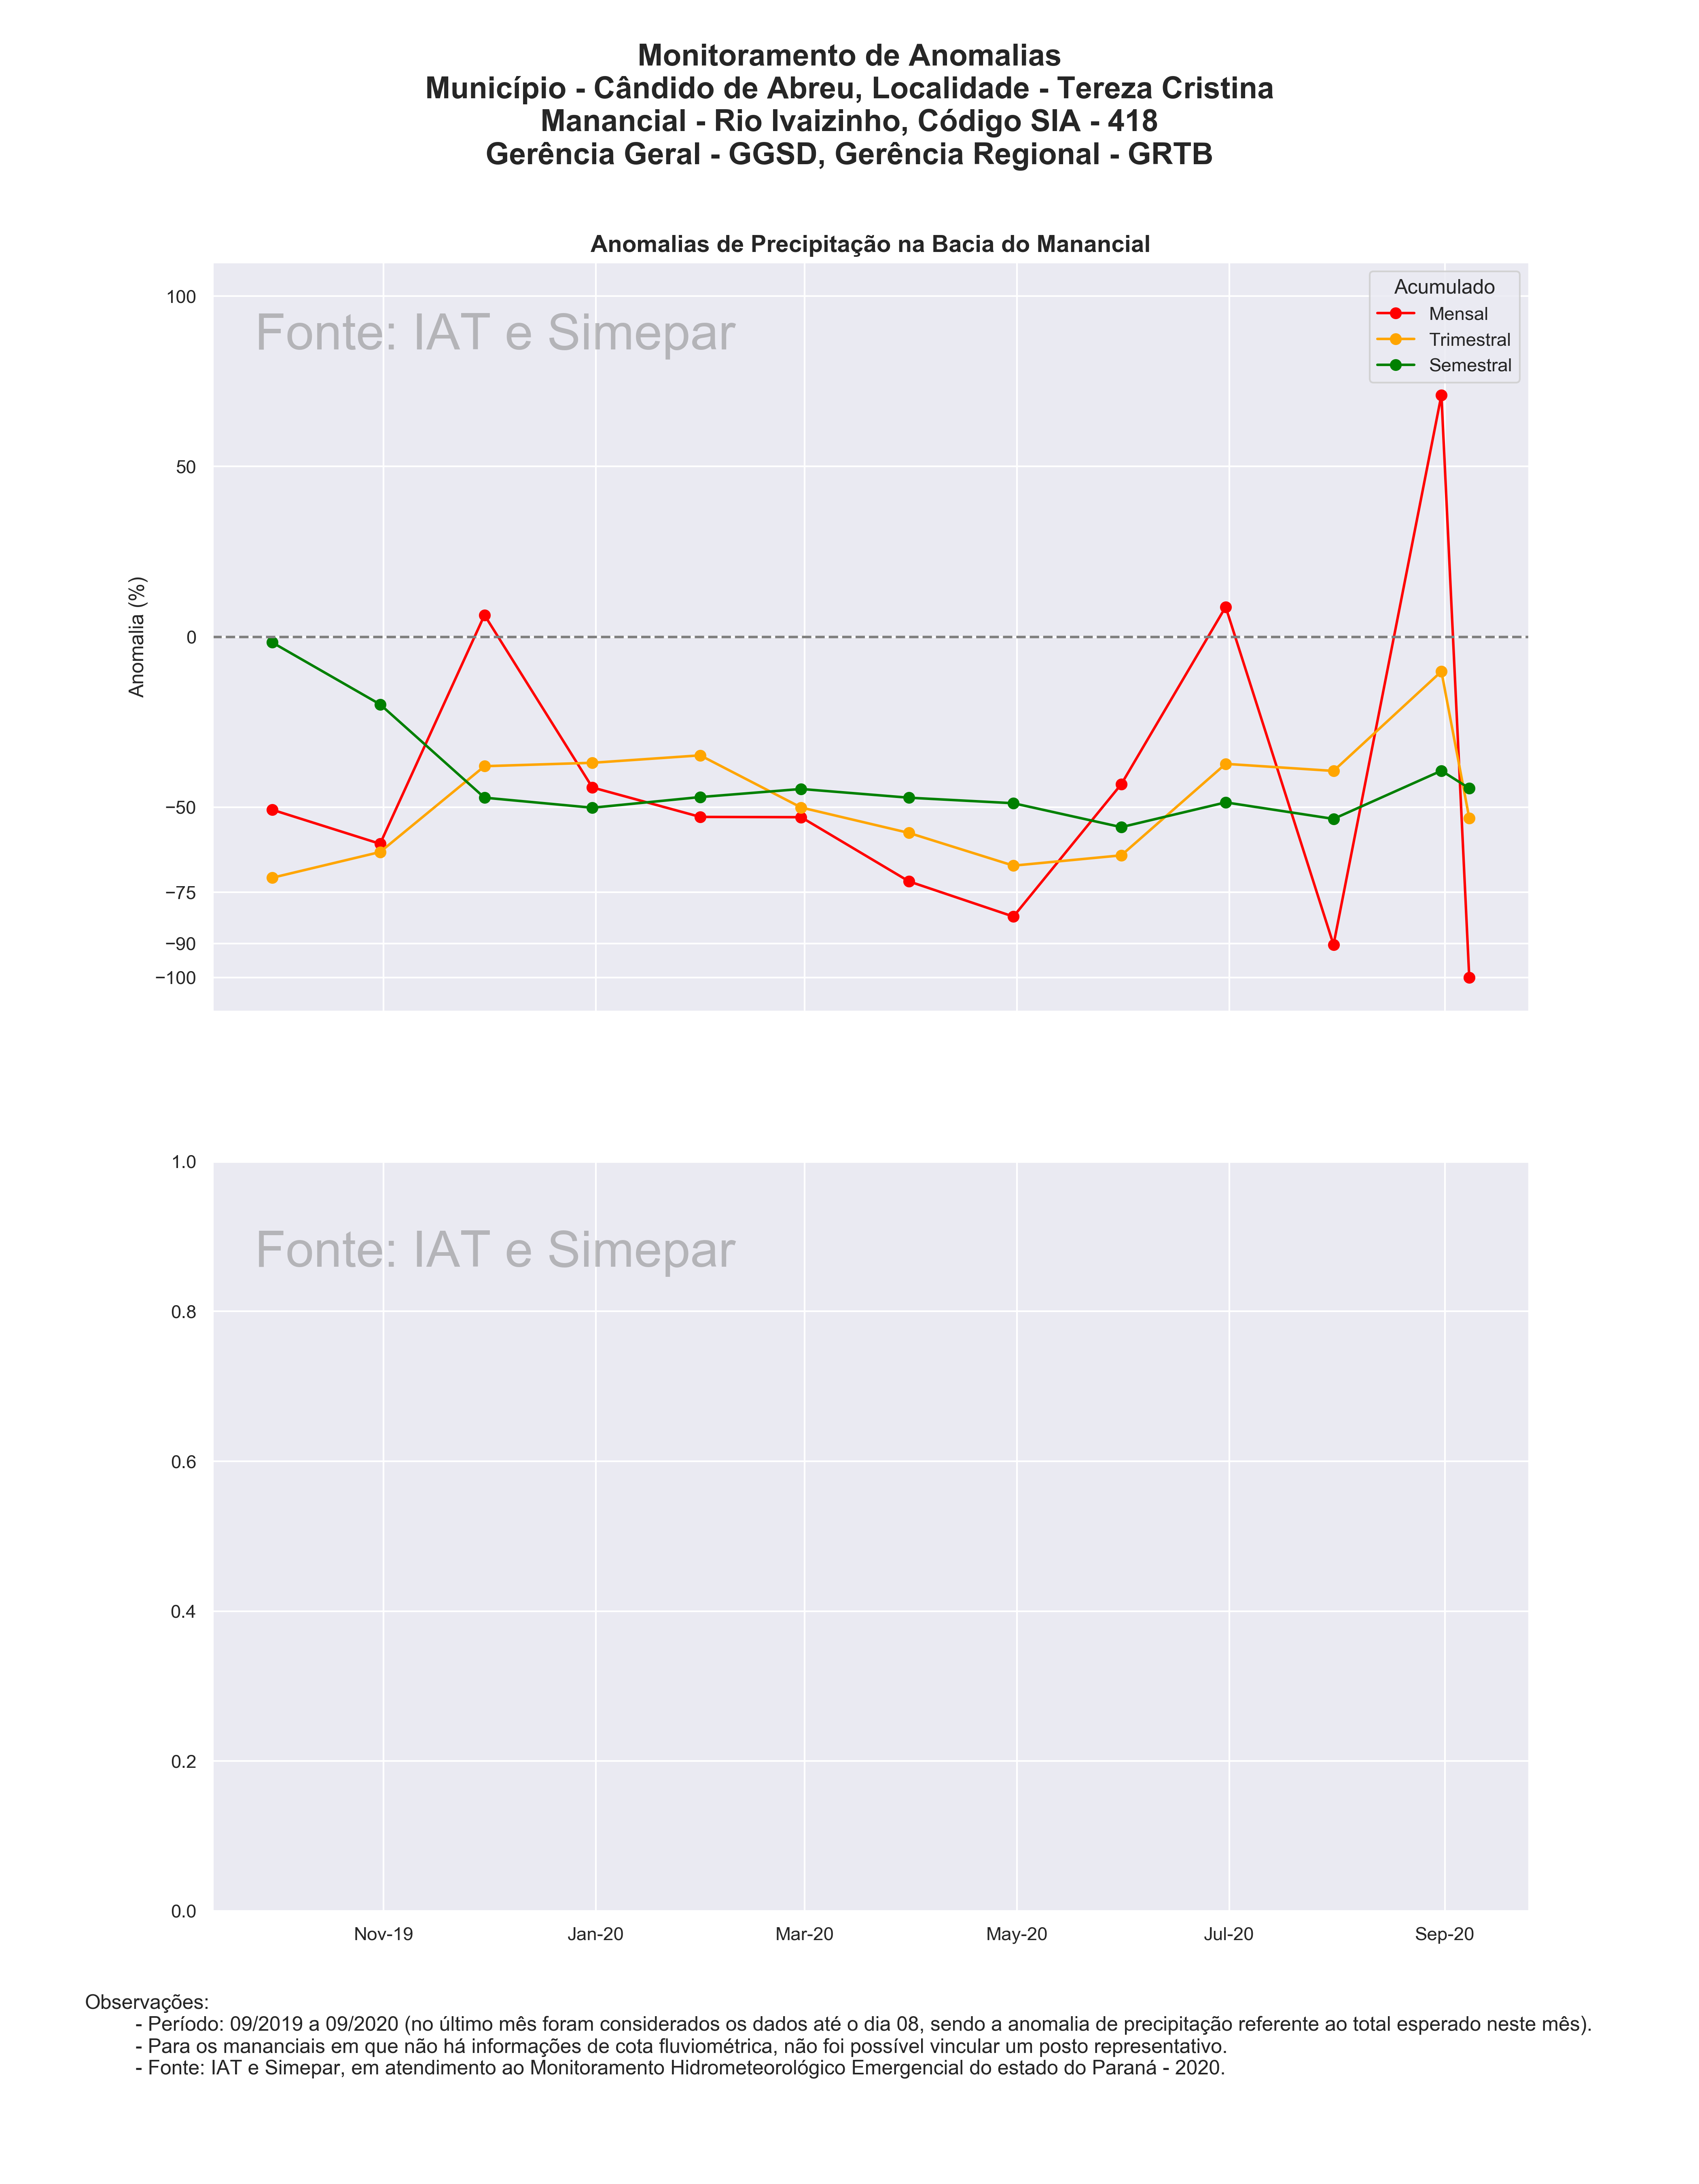 Monitoramento de Anomalias
Município - Cândido de Abreu, Localidade - Tereza Cristina
Manancial - Rio Ivaizinho, Código SIA - 418
Gerência Geral - GGSD, Gerência Regional - GRTB
Anomalias de Precipitação na Bacia do Manancial
Fonte: IAT e Simepar
Acumulado
Mensal
Trimestral
Semestral
Anomalia (%)
100
50
0
−50
−75
−90
−100
Fonte: IAT e Simepar
1.0
0.8
0.6
0.4
0.2
0.0
Nov-19 Jan-20 Mar-20 May-20 Jul-20 Sep-20
Observações:
- Período: 09/2019 a 09/2020 (no último mês foram considerados os dados até o dia 08, sendo a anomalia de precipitação referente ao total esperado neste mês).
- Para os mananciais em que não há informações de cota fluviométrica, não foi possível vincular um posto representativo.
- Fonte: IAT e Simepar, em atendimento ao Monitoramento Hidrometeorológico Emergencial do estado do Paraná - 2020.